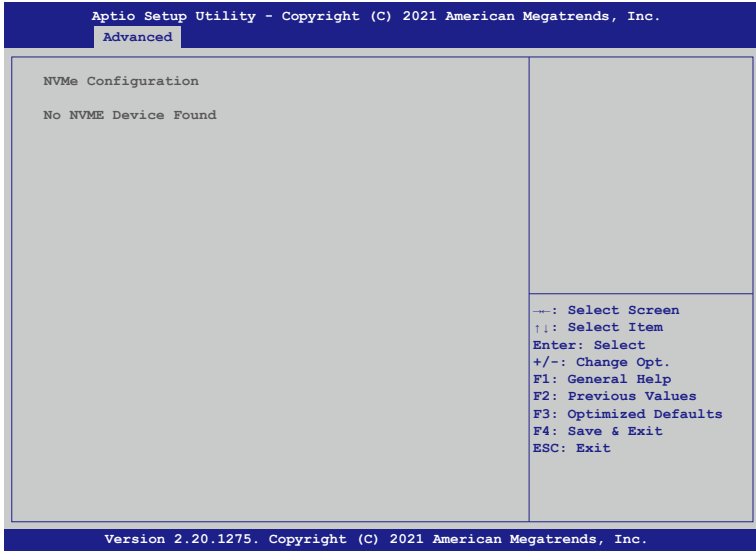 Aptio Setup Utility - Copyright (C) 2021 American Megatrends, Inc.
Advanced
NVMe Configuration
No NVME Device Found
→←: Select Screen
↑↓: Select Item
Enter: Select
+/-: Change Opt.
F1: General Help
F2: Previous Values
F3: Optimized Defaults
F4: Save & Exit
ESC: Exit
Version 2.20.1275. Copyright (C) 2021 American Megatrends, Inc.